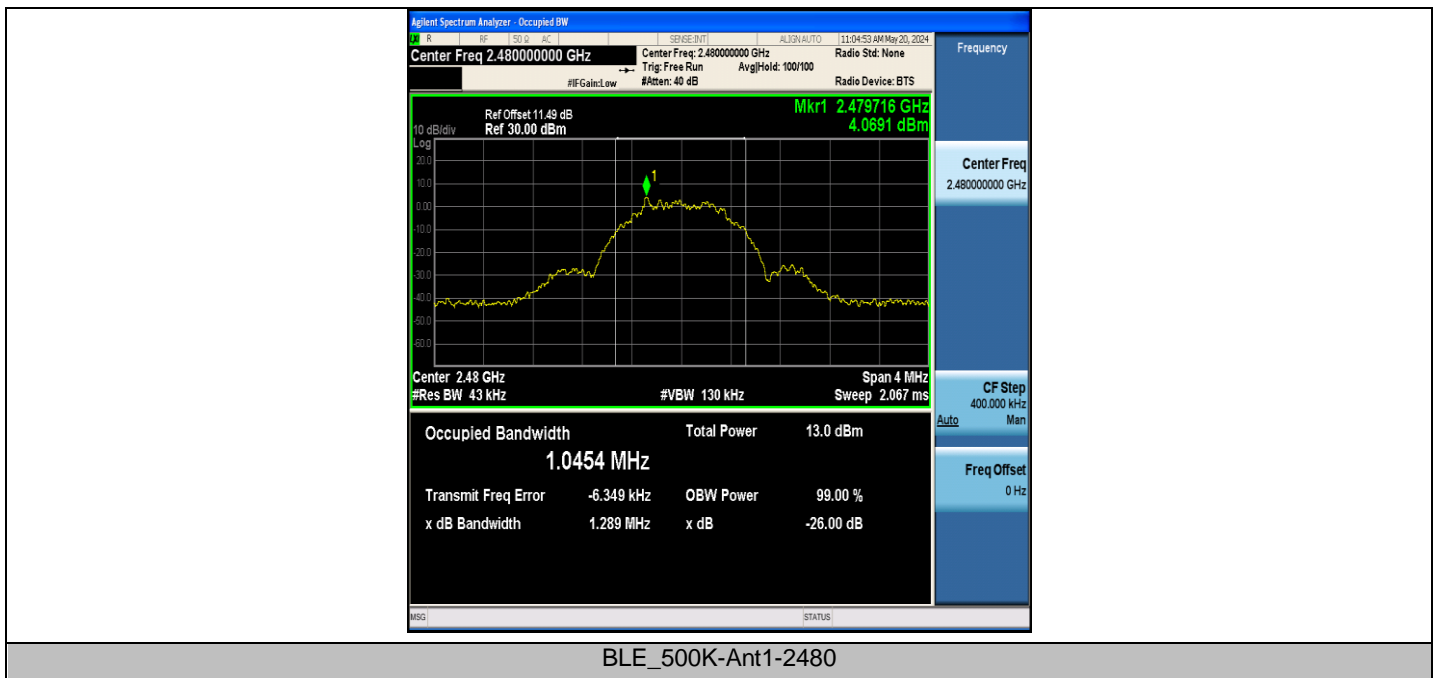 Agilent Spectrum Analyzer - Occupied BW
R RF 50 Ω AC SENSE:INT ALIGN AUTO 11:04:53 AM May 20, 2024
Center Freq 2.480000000 GHz
Center Freq: 2.480000000 GHz
Radio Std: None
Trig: Free Run Avg|Hold: 100/100
#IFGain:Low
#Atten: 40 dB
Radio Device: BTS
Frequency
Mkr1 2.479716 GHz
4.0691 dBm
Ref Offset 11.49 dB
10 dB/div Ref 30.00 dBm
Log
20.0
10.0
0.00
-10.0
-20.0
-30.0
-40.0
-50.0
-60.0
1
Center 2.48 GHz Span 4 MHz
#Res BW 43 kHz #VBW 130 kHz Sweep 2.067 ms
Occupied Bandwidth Total Power 13.0 dBm
1.0454 MHz
Transmit Freq Error -6.349 kHz OBW Power 99.00 %
x dB Bandwidth 1.289 MHz x dB -26.00 dB
Center Freq
2.480000000 GHz
CF Step
400.000 kHz
Auto Man
Freq Offset
0 Hz
MSG STATUS
BLE_500K-Ant1-2480